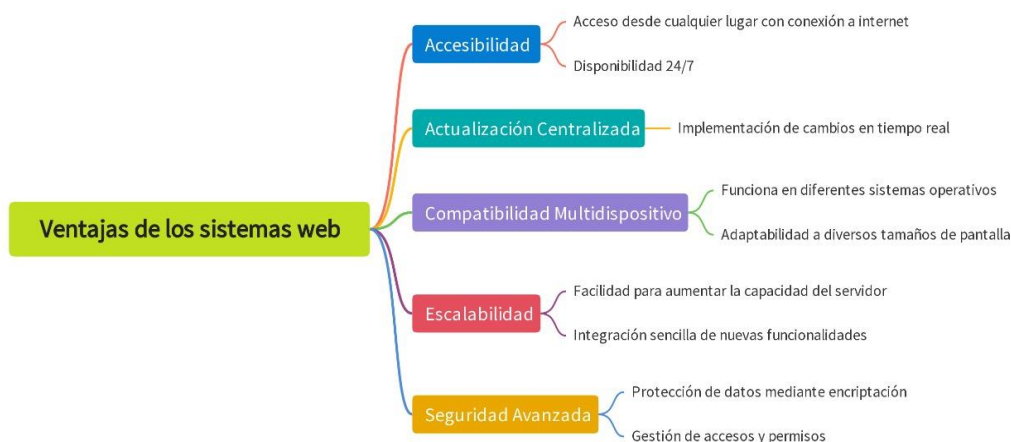 Ventajas de los sistemas web
Accesibilidad
Acceso desde cualquier lugar con conexión a internet
Disponibilidad 24/7
Actualización Centralizada
Implementación de cambios en tiempo real
Compatibilidad Multidispositivo
Funciona en diferentes sistemas operativos
Adaptabilidad a diversos tamaños de pantalla
Escalabilidad
Facilidad para aumentar la capacidad del servidor
Integración sencilla de nuevas funcionalidades
Seguridad Avanzada
Protección de datos mediante encriptación
Gestión de accesos y permisos